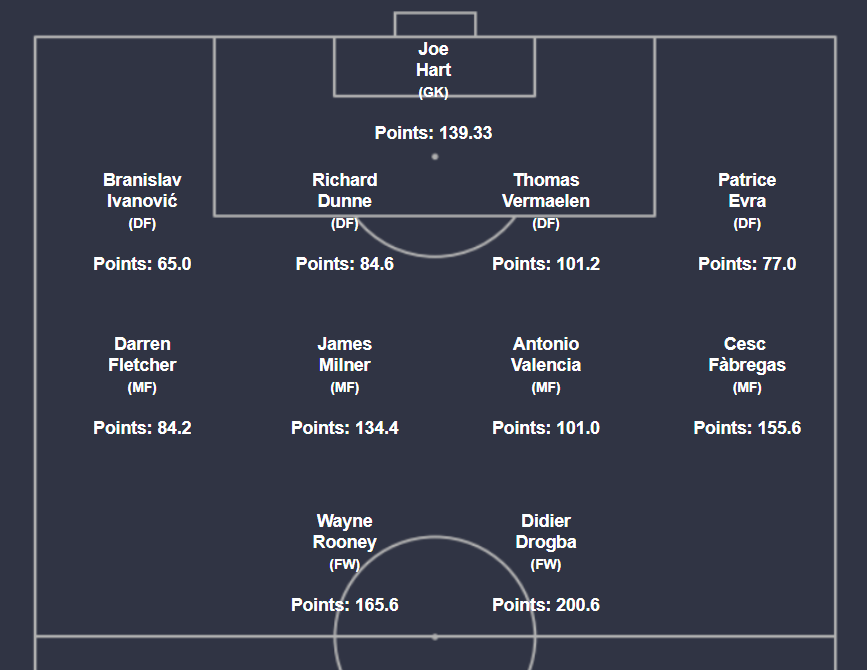 Joe
Hart
(GK)
Points: 139.33
Branislav
Ivanović
(DF)
Points: 65.0
Richard
Dunne
(DF)
Points: 84.6
Thomas
Vermaelen
(DF)
Points: 101.2
Patrice
Evra
(DF)
Points: 77.0
Darren
Fletcher
(MF)
Points: 84.2
James
Milner
(MF)
Points: 134.4
Antonio
Valencia
(MF)
Points: 101.0
Cesc
Fàbregas
(MF)
Points: 155.6
Wayne
Rooney
(FW)
Points: 165.6
Didier
Drogba
(FW)
Points: 200.6